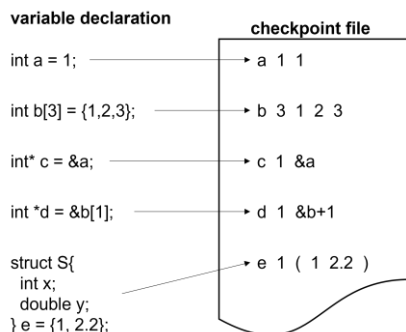 variable declaration
checkpoint file
int a = 1;
a 1 1
int b[3] = {1,2,3};
b 3 1 2 3
int* c = &a;
c 1 &a
int *d = &b[1];
d 1 &b+1
struct S{
int x;
double y;
} e = {1, 2.2};
e 1 ( 1 2.2 )